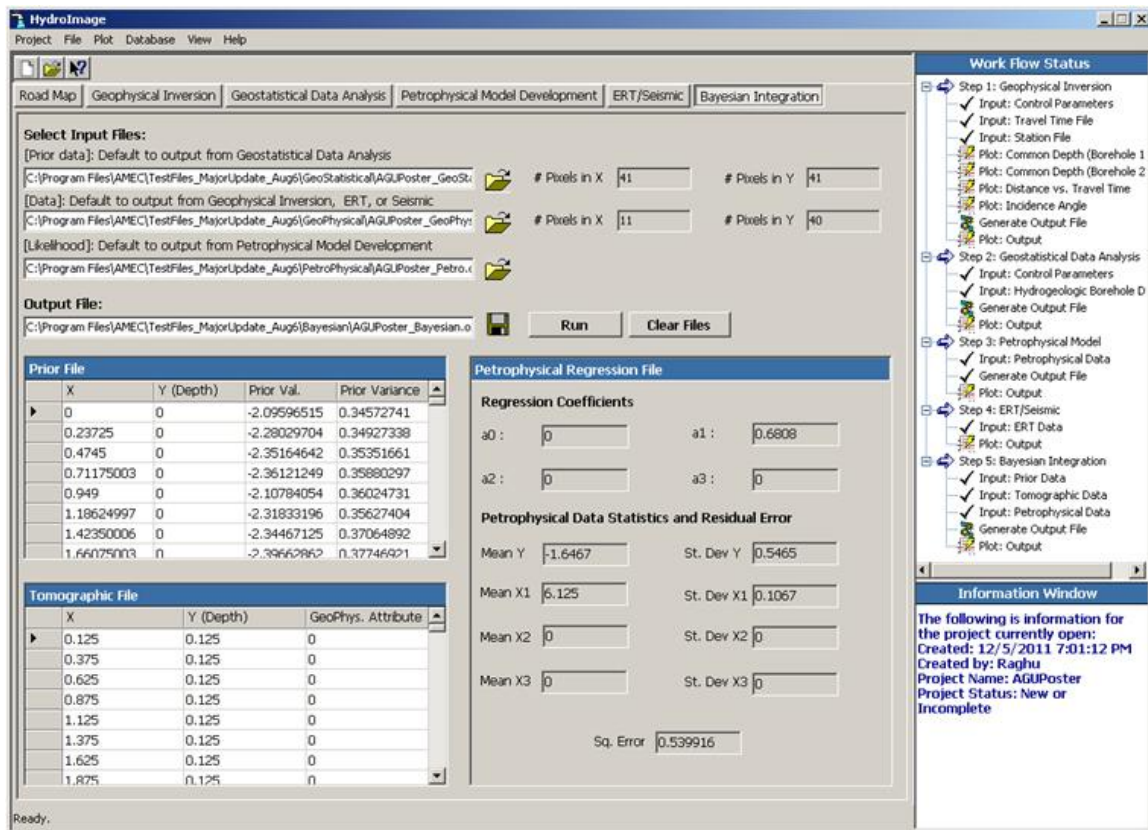 HydroImage
Project File Plot Database View Help
Road Map Geophysical Inversion Geostatistical Data Analysis Petrophysical Model Development ERT/Seismic Bayesian Integration
Select Input Files:
[Prior data]: Default to output from Geostatistical Data Analysis
C:\Program Files\AMEC\TestFiles_MajorUpdate_Aug6\GeoStatistical\AGUPoster_GeoSta # Pixels in X 41 # Pixels in Y 41
[Data]: Default to output from Geophysical Inversion, ERT, or Seismic
C:\Program Files\AMEC\TestFiles_MajorUpdate_Aug6\GeoPhysical\AGUPoster_GeoPhys # Pixels in X 11 # Pixels in Y 40
[Likelihood]: Default to output from Petrophysical Model Development
C:\Program Files\AMEC\TestFiles_MajorUpdate_Aug6\PetroPhysical\AGUPoster_Petro.
Output File:
C:\Program Files\AMEC\TestFiles_MajorUpdate_Aug6\Bayesian\AGUPoster_Bayesian.o Run Clear Files
Prior File
X Y (Depth) Prior Val. Prior Variance
0 0 -2.09596515 0.34572741
0.23725 0 -2.28029704 0.34927338
0.4745 0 -2.35164642 0.35351661
0.71175003 0 -2.36121249 0.35880297
0.949 0 -2.10784054 0.36024731
1.18624997 0 -2.31833196 0.35627404
1.42350006 0 -2.34467125 0.37064892
1.66075003 0 -2.39662862 0.37746921
Tomographic File
X Y (Depth) GeoPhys. Attribute
0.125 0.125 0
0.375 0.125 0
0.625 0.125 0
0.875 0.125 0
1.125 0.125 0
1.375 0.125 0
1.625 0.125 0
1.875 0.125 0
Petrophysical Regression File
Regression Coefficients
a0 : 0 a1 : 0.6808
a2 : 0 a3 : 0
Petrophysical Data Statistics and Residual Error
Mean Y -1.6467 St. Dev Y 0.5465
Mean X1 6.125 St. Dev X1 0.1067
Mean X2 0 St. Dev X2 0
Mean X3 0 St. Dev X3 0
Sq. Error 0.539916
Work Flow Status
Step 1: Geophysical Inversion
Input: Control Parameters
Input: Travel Time File
Input: Station File
Plot: Common Depth (Borehole 1
Plot: Common Depth (Borehole 2
Plot: Distance vs. Travel Time
Plot: Incidence Angle
Generate Output File
Plot: Output
Step 2: Geostatistical Data Analysis
Input: Control Parameters
Input: Hydrogeologic Borehole D
Generate Output File
Plot: Output
Step 3: Petrophysical Model
Input: Petrophysical Data
Generate Output File
Plot: Output
Step 4: ERT/Seismic
Input: ERT Data
Plot: Output
Step 5: Bayesian Integration
Input: Prior Data
Input: Tomographic Data
Input: Petrophysical Data
Generate Output File
Plot: Output
Information Window
The following is information for
the project currently open:
Created: 12/5/2011 7:01:12 PM
Created by: Raghu
Project Name: AGUPoster
Project Status: New or
Incomplete
Ready.